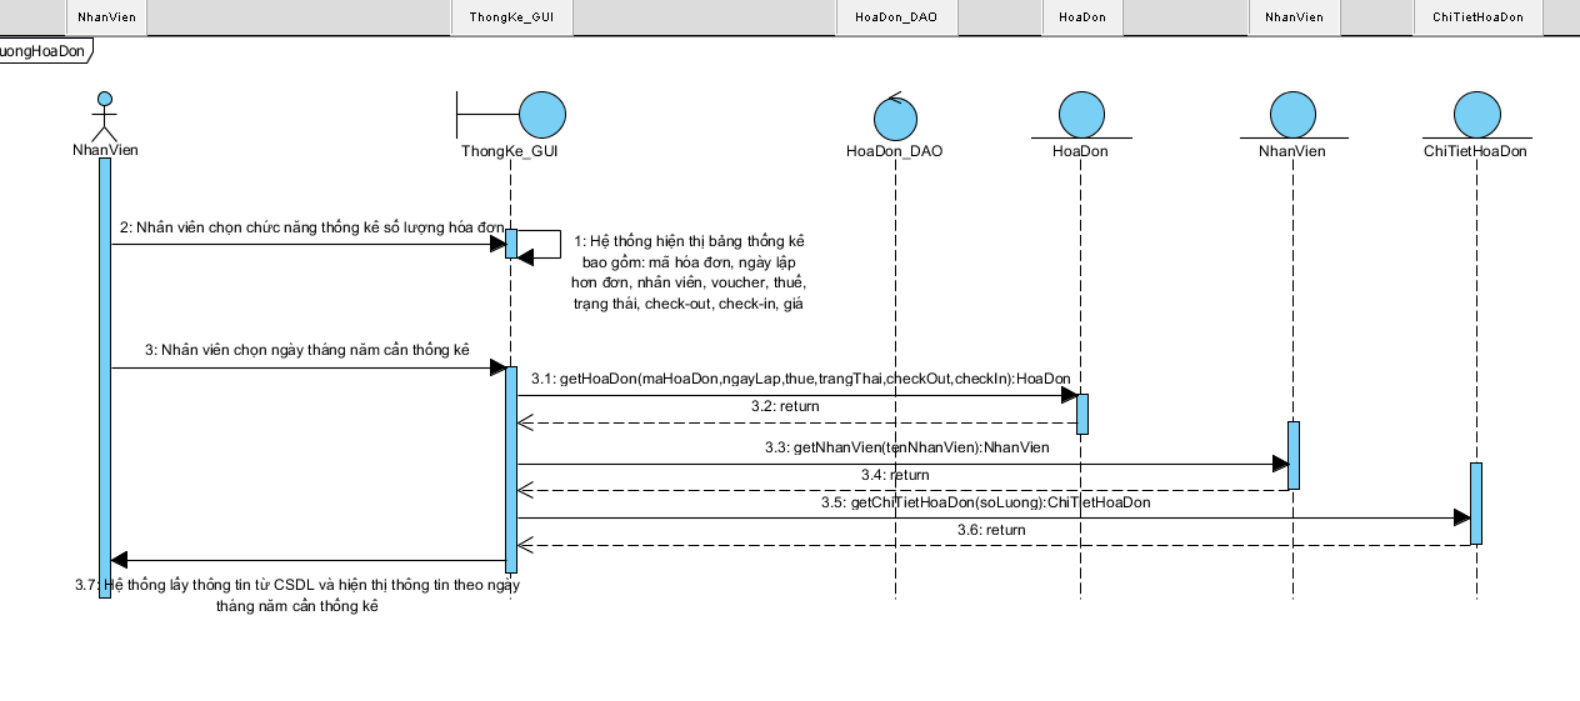 NhanVien ThongKe_GUI HoaDon_DAO HoaDon NhanVien ChiTietHoaDon
uongHoaDon
NhanVien ThongKe_GUI HoaDon_DAO HoaDon NhanVien ChiTietHoaDon
2: Nhân viên chọn chức năng thống kê số lượng hóa đơn
1: Hệ thống hiện thị bảng thống kê
bao gồm: mã hóa đơn, ngày lập
hơn đơn, nhân viên, voucher, thuế,
trạng thái, check-out, check-in, giá
3: Nhân viên chọn ngày tháng năm cần thống kê
3.1: getHoaDon(maHoaDon,ngayLap,thue,trangThai,checkOut,checkIn):HoaDon
3.2: return
3.3: getNhanVien(tenNhanVien):NhanVien
3.4: return
3.5: getChiTietHoaDon(soLuong):ChiTietHoaDon
3.6: return
3.7: Hệ thống lấy thông tin từ CSDL và hiện thị thông tin theo ngày
tháng năm cần thống kê